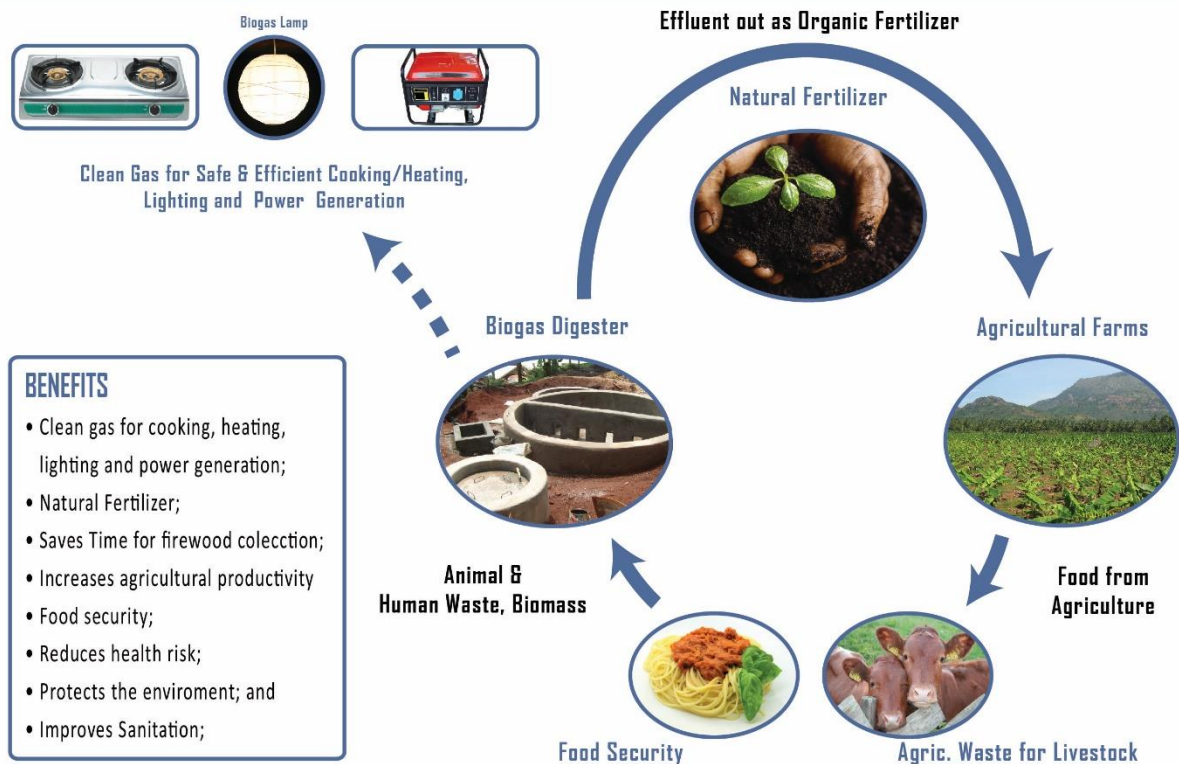 Biogas Lamp
Clean Gas for Safe & Efficient Cooking/Heating,
Lighting and Power Generation
Effluent out as Organic Fertilizer
Natural Fertilizer
Biogas Digester
Agricultural Farms
BENEFITS
• Clean gas for cooking, heating,
lighting and power generation;
• Natural Fertilizer;
• Saves Time for firewood colecction;
• Increases agricultural productivity
• Food security;
• Reduces health risk;
• Protects the enviroment; and
• Improves Sanitation;
Animal &
Human Waste, Biomass
Food from
Agriculture
Food Security
Agric. Waste for Livestock